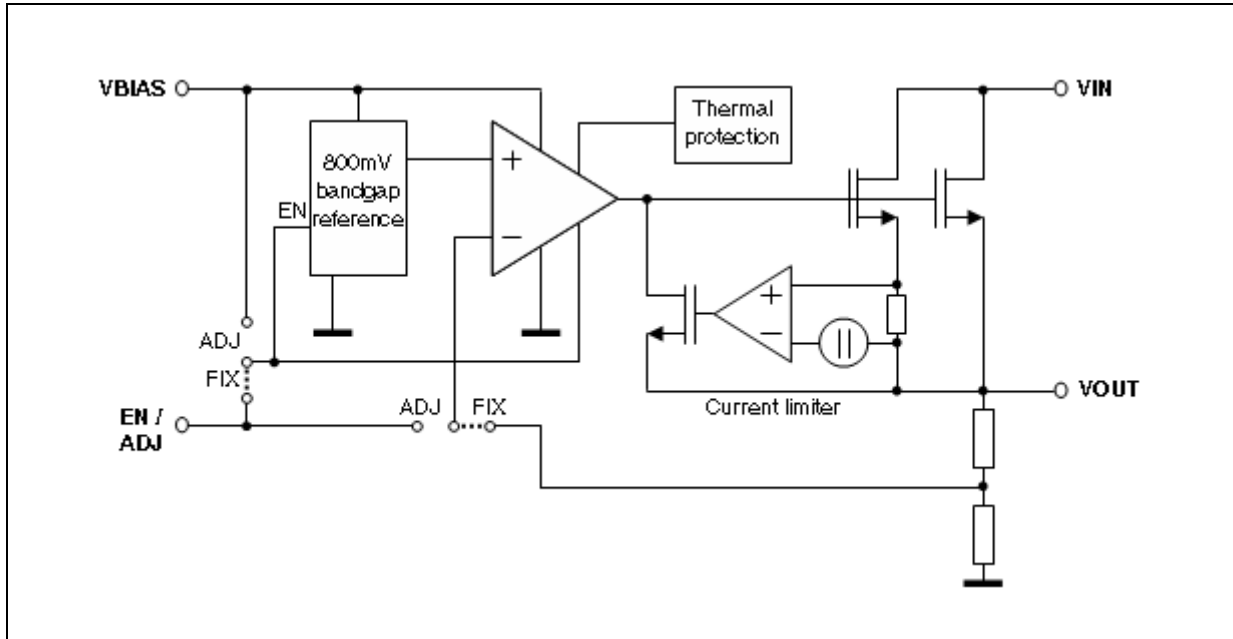 VBIAS
VIN
Thermal
protection
800mV
bandgap
reference
EN
+
−
+
−
ADJ
FIX
EN /
ADJ
ADJ
FIX
Current limiter
VOUT